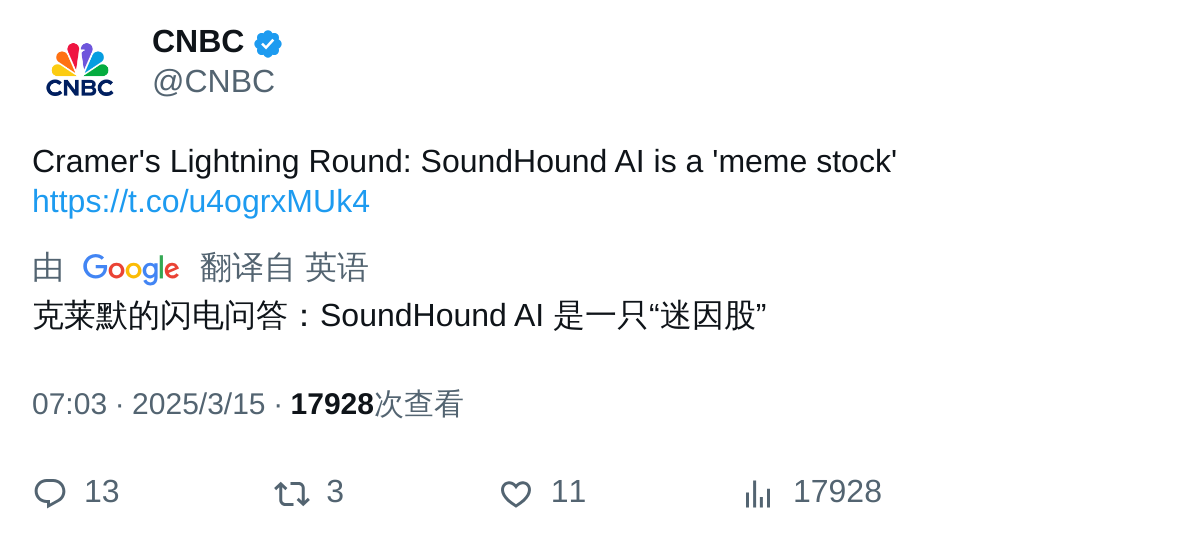 CNBC
CNBC
@CNBC
Cramer's Lightning Round: SoundHound AI is a 'meme stock'
https://t.co/u4ogrxMUk4
由 Google 翻译自 英语
克莱默的闪电问答：SoundHound AI 是一只“迷因股”
07:03 · 2025/3/15 · 17928次查看
13 3 11 17928